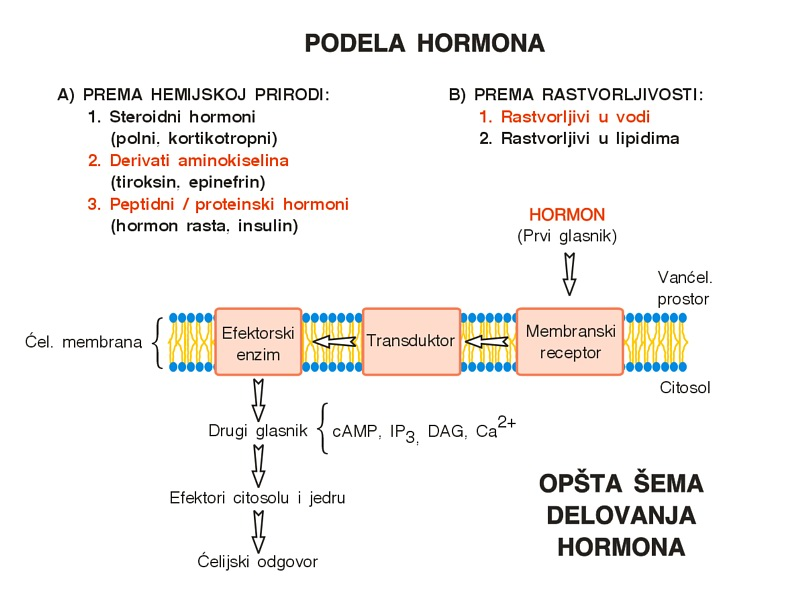 PODELA HORMONA
A) PREMA HEMIJSKOJ PRIRODI:
1. Steroidni hormoni
(polni, kortikotropni)
2. Derivati aminokiselina
(tiroksin, epinefrin)
3. Peptidni / proteinski hormoni
(hormon rasta, insulin)
B) PREMA RASTVORLJIVOSTI:
1. Rastvorljivi u vodi
2. Rastvorljivi u lipidima
HORMON
(Prvi glasnik)
Vanćel.
prostor
Ćel. membrana
Efektorski
enzim
Transduktor
Membranski
receptor
Citosol
Drugi glasnik
cAMP, IP3, DAG, Ca2+
Efektori citosolu i jedru
Ćelijski odgovor
OPŠTA ŠEMA
DELOVANJA
HORMONA